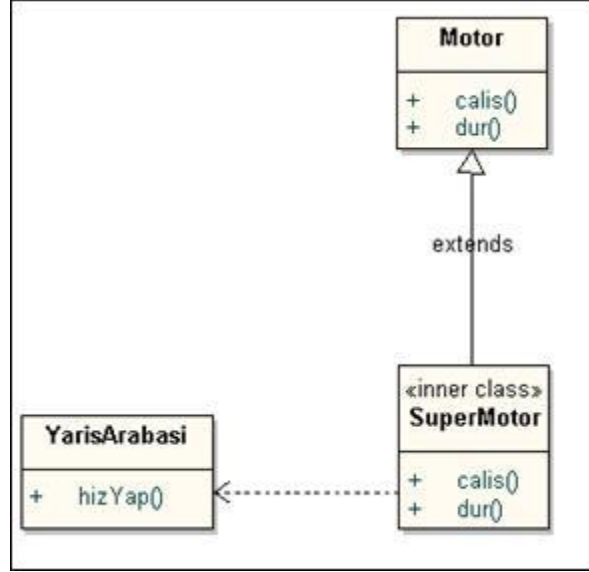 Motor
+ calis()
+ dur()
extends
«inner class»
SuperMotor
+ calis()
+ dur()
YarisArabasi
+ hizYap()